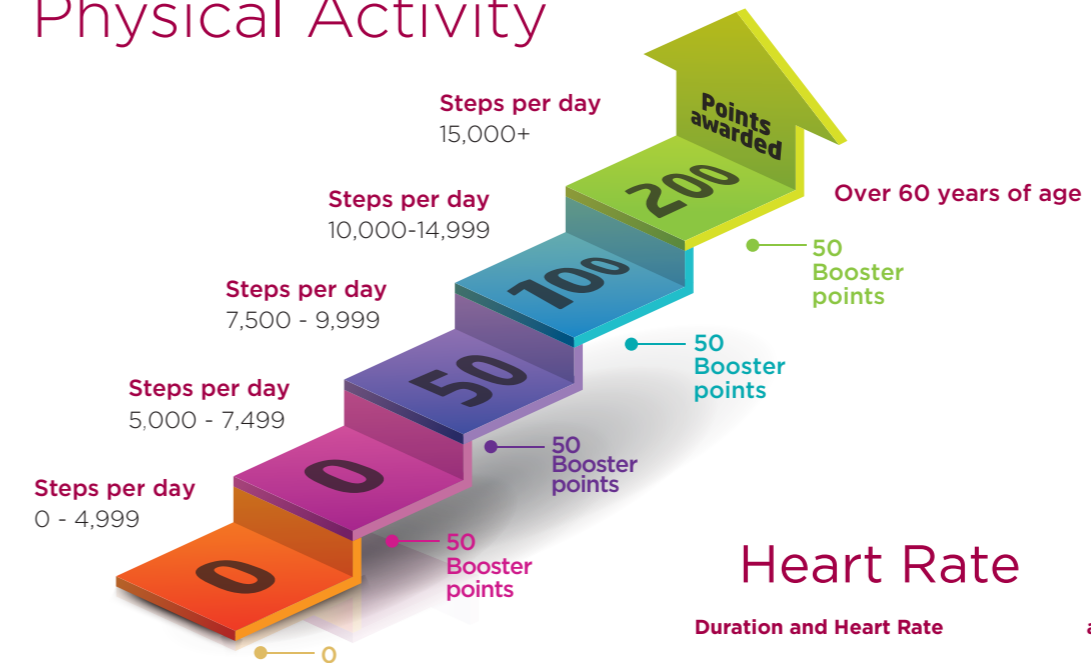 Physical Activity
Steps per day
15,000+
Points
awarded
200
Over 60 years of age
50
Booster
points
Steps per day
10,000-14,999
100
50
Booster
points
Steps per day
7,500 - 9,999
50
50
Booster
points
Steps per day
5,000 - 7,499
0
50
Booster
points
Steps per day
0 - 4,999
0
0
Heart Rate
Duration and Heart Rate